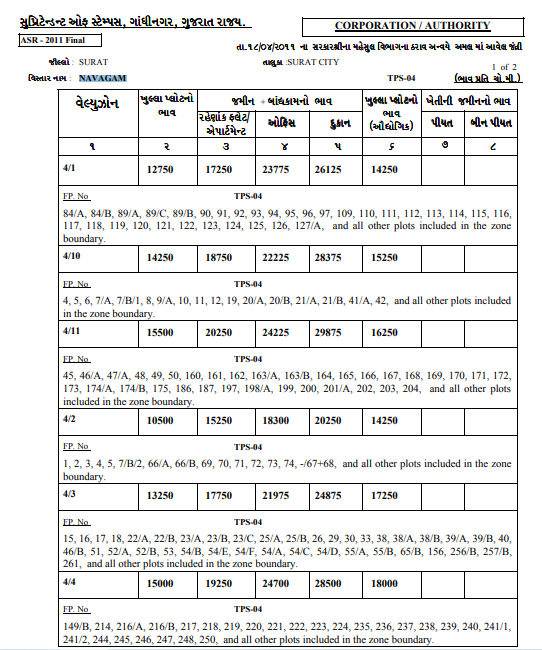 સુપ્રિટેન્ડન્ટ ઓફ સ્ટેમ્પસ, ગાંધીનગર, ગુજરાત રાજ્ય.
CORPORATION / AUTHORITY
ASR - 2011 Final
તા.૧૮/૦૪/૨૦૧૧ ના સરકારશ્રીના મહેસુલ વિભાગના ઠરાવ અન્વયે અમલ માં આવેલ જંત્રી
જીલ્લો : SURAT
તાલુકા :SURAT CITY
1 of 2
વિસ્તાર નામ : NAVAGAM
TPS-04
(ભાવ પ્રતિ ચો.મી.)
વેલ્યુઝોન ખુલ્લા પ્લોટનો ભાવ જમીન + બાંધકામનો ભાવ ખુલ્લા પ્લોટનો ભાવ (ઔદ્યોગિક) ખેતીની જમીનનો ભાવ
રહેણાંક ફ્લેટ/ એપાર્ટમેન્ટ ઓફિસ દુકાન પીયત બીન પીયત
૧ ૨ ૩ ૪ ૫ ૬ ૭ ૮
4/1 12750 17250 23775 26125 14250
FP. No TPS-04
84/A, 84/B, 89/A, 89/C, 89/B, 90, 91, 92, 93, 94, 95, 96, 97, 109, 110, 111, 112, 113, 114, 115, 116,
117, 118, 119, 120, 121, 122, 123, 124, 125, 126, 127/A, and all other plots included in the zone
boundary.
4/10 14250 18750 22225 28375 15250
FP. No TPS-04
4, 5, 6, 7/A, 7/B/1, 8, 9/A, 10, 11, 12, 19, 20/A, 20/B, 21/A, 21/B, 41/A, 42, and all other plots included
in the zone boundary.
4/11 15500 20250 24225 29875 16250
FP. No TPS-04
45, 46/A, 47/A, 48, 49, 50, 160, 161, 162, 163/A, 163/B, 164, 165, 166, 167, 168, 169, 170, 171, 172,
173, 174/A, 174/B, 175, 186, 187, 197, 198/A, 199, 200, 201/A, 202, 203, 204, and all other plots
included in the zone boundary.
4/2 10500 15250 18300 20250 14250
FP. No TPS-04
1, 2, 3, 4, 5, 7/B/2, 66/A, 66/B, 69, 70, 71, 72, 73, 74, -/67+68, and all other plots included in the zone
boundary.
4/3 13250 17750 21975 24875 17250
FP. No TPS-04
15, 16, 17, 18, 22/A, 22/B, 23/A, 23/B, 23/C, 25/A, 25/B, 26, 29, 30, 33, 38, 38/A, 38/B, 39/A, 39/B, 40,
46/B, 51, 52/A, 52/B, 53, 54/B, 54/E, 54/F, 54/A, 54/C, 54/D, 55/A, 55/B, 65/B, 156, 256/B, 257/B,
261, and all other plots included in the zone boundary.
4/4 15000 19250 24700 28500 18000
FP. No TPS-04
149/B, 214, 216/A, 216/B, 217, 218, 219, 220, 221, 222, 223, 224, 235, 236, 237, 238, 239, 240, 241/1,
241/2, 244, 245, 246, 247, 248, 250, and all other plots included in the zone boundary.